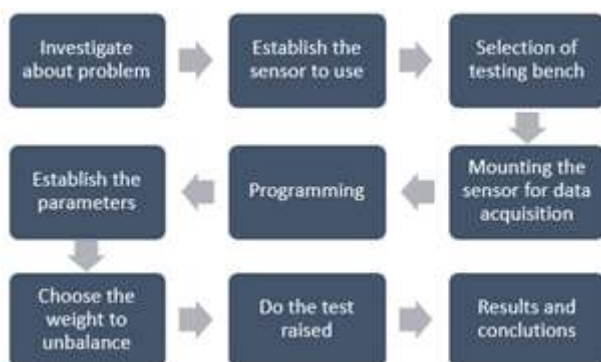 Investigate
about problem
Establish the
sensor to use
Selection of
testing bench
Mounting the
sensor for data
acquisition
Programming
Establish the
parameters
Choose the
weight to
unbalance
Do the test
raised
Results and
conclutions